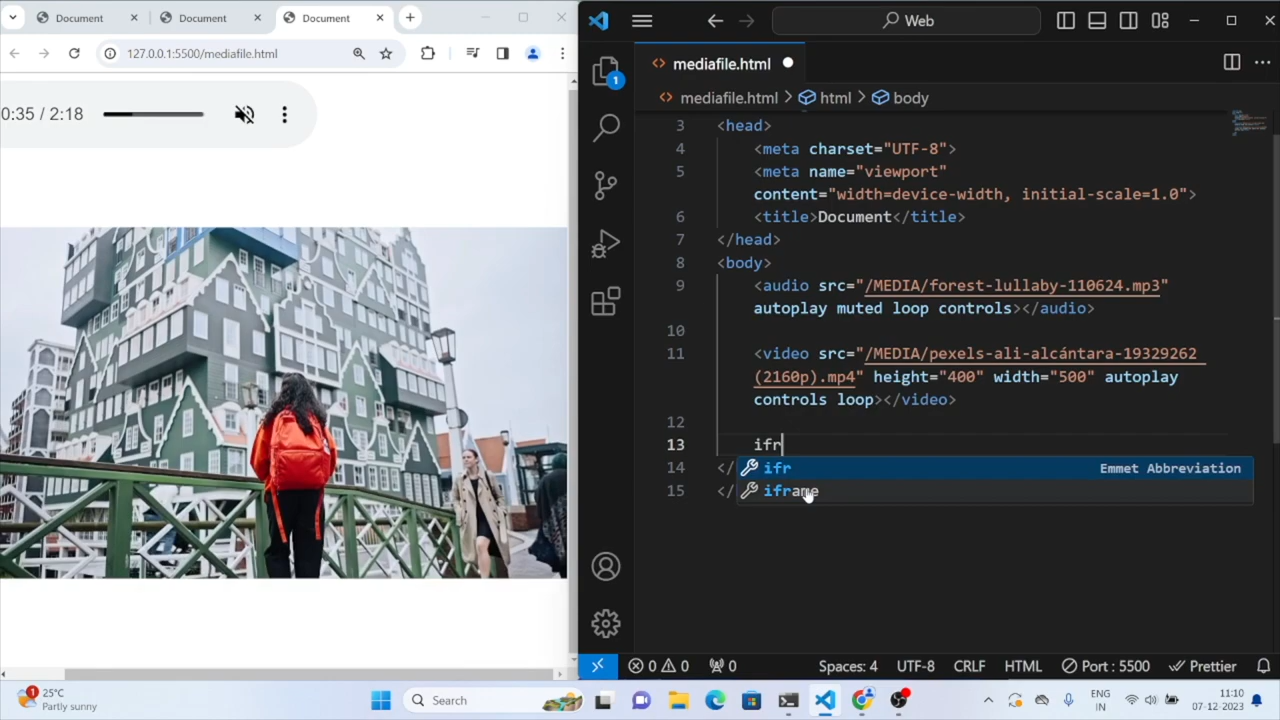 Document
Document
Document
127.0.0.1:5500/mediafile.html
0:35 / 2:18
Web
1
mediafile.html
mediafile.html > html > body
3 <head>
4 <meta charset="UTF-8">
5 <meta name="viewport"
content="width=device-width, initial-scale=1.0">
6 <title>Document</title>
7 </head>
8 <body>
9 <audio src="/MEDIA/forest-lullaby-110624.mp3"
autoplay muted loop controls></audio>
10
11 <video src="/MEDIA/pexels-ali-alcántara-19329262
(2160p).mp4" height="400" width="500" autoplay
controls loop></video>
12
13 ifr
14 </
ifr Emmet Abbreviation
15 </
iframe
0 0 0 Spaces: 4 UTF-8 CRLF HTML Port : 5500 Prettier
1
25°C
Partly sunny
Search
ENG
IN
11:10
07-12-2023